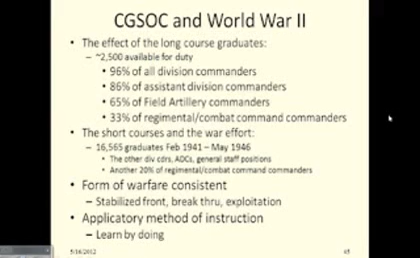 CGSOC and World War II
• The effect of the long course graduates:
– ~2,500 available for duty
• 96% of all division commanders
• 86% of assistant division commanders
• 65% of Field Artillery commanders
• 33% of regimental/combat command commanders
• The short courses and the war effort:
– 16,565 graduates Feb 1941 – May 1946
• The other div cdrs, ADCs, general staff positions
• Another 20% of regimental/combat command commanders
• Form of warfare consistent
– Stabilized front, break thru, exploitation
• Applicatory method of instruction
– Learn by doing
5/16/2012
45